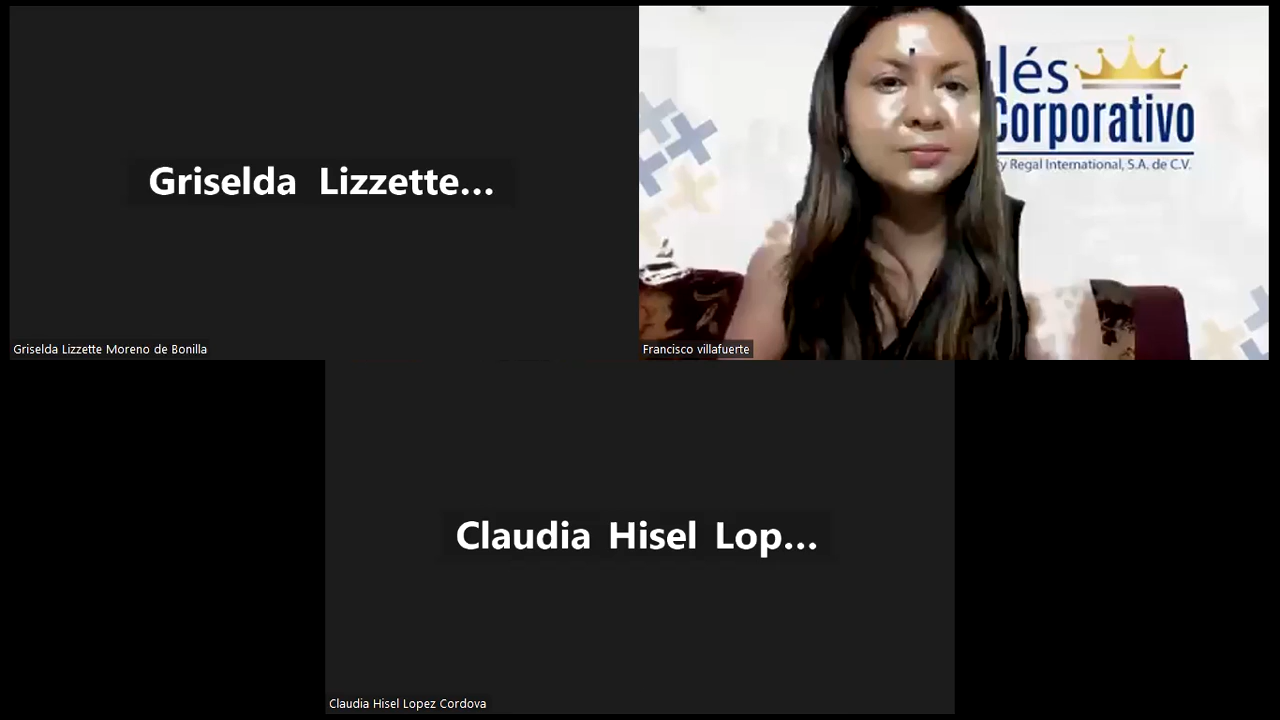 Griselda Lizzette...
Griselda Lizzette Moreno de Bonilla
lés
Corporativo
y Regal International, S.A. de C.V.
Francisco villafuerte
Claudia Hisel Lop...
Claudia Hisel Lopez Cordova